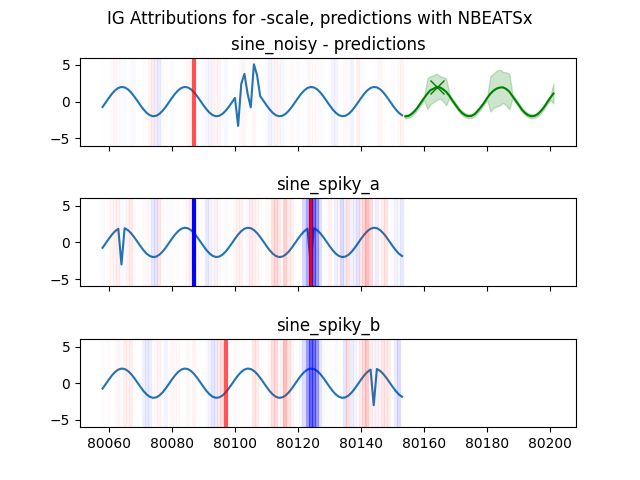 IG Attributions for -scale, predictions with NBEATSx
sine_noisy - predictions
5
0
−5
sine_spiky_a
5
0
−5
sine_spiky_b
5
0
−5
80060 80080 80100 80120 80140 80160 80180 80200